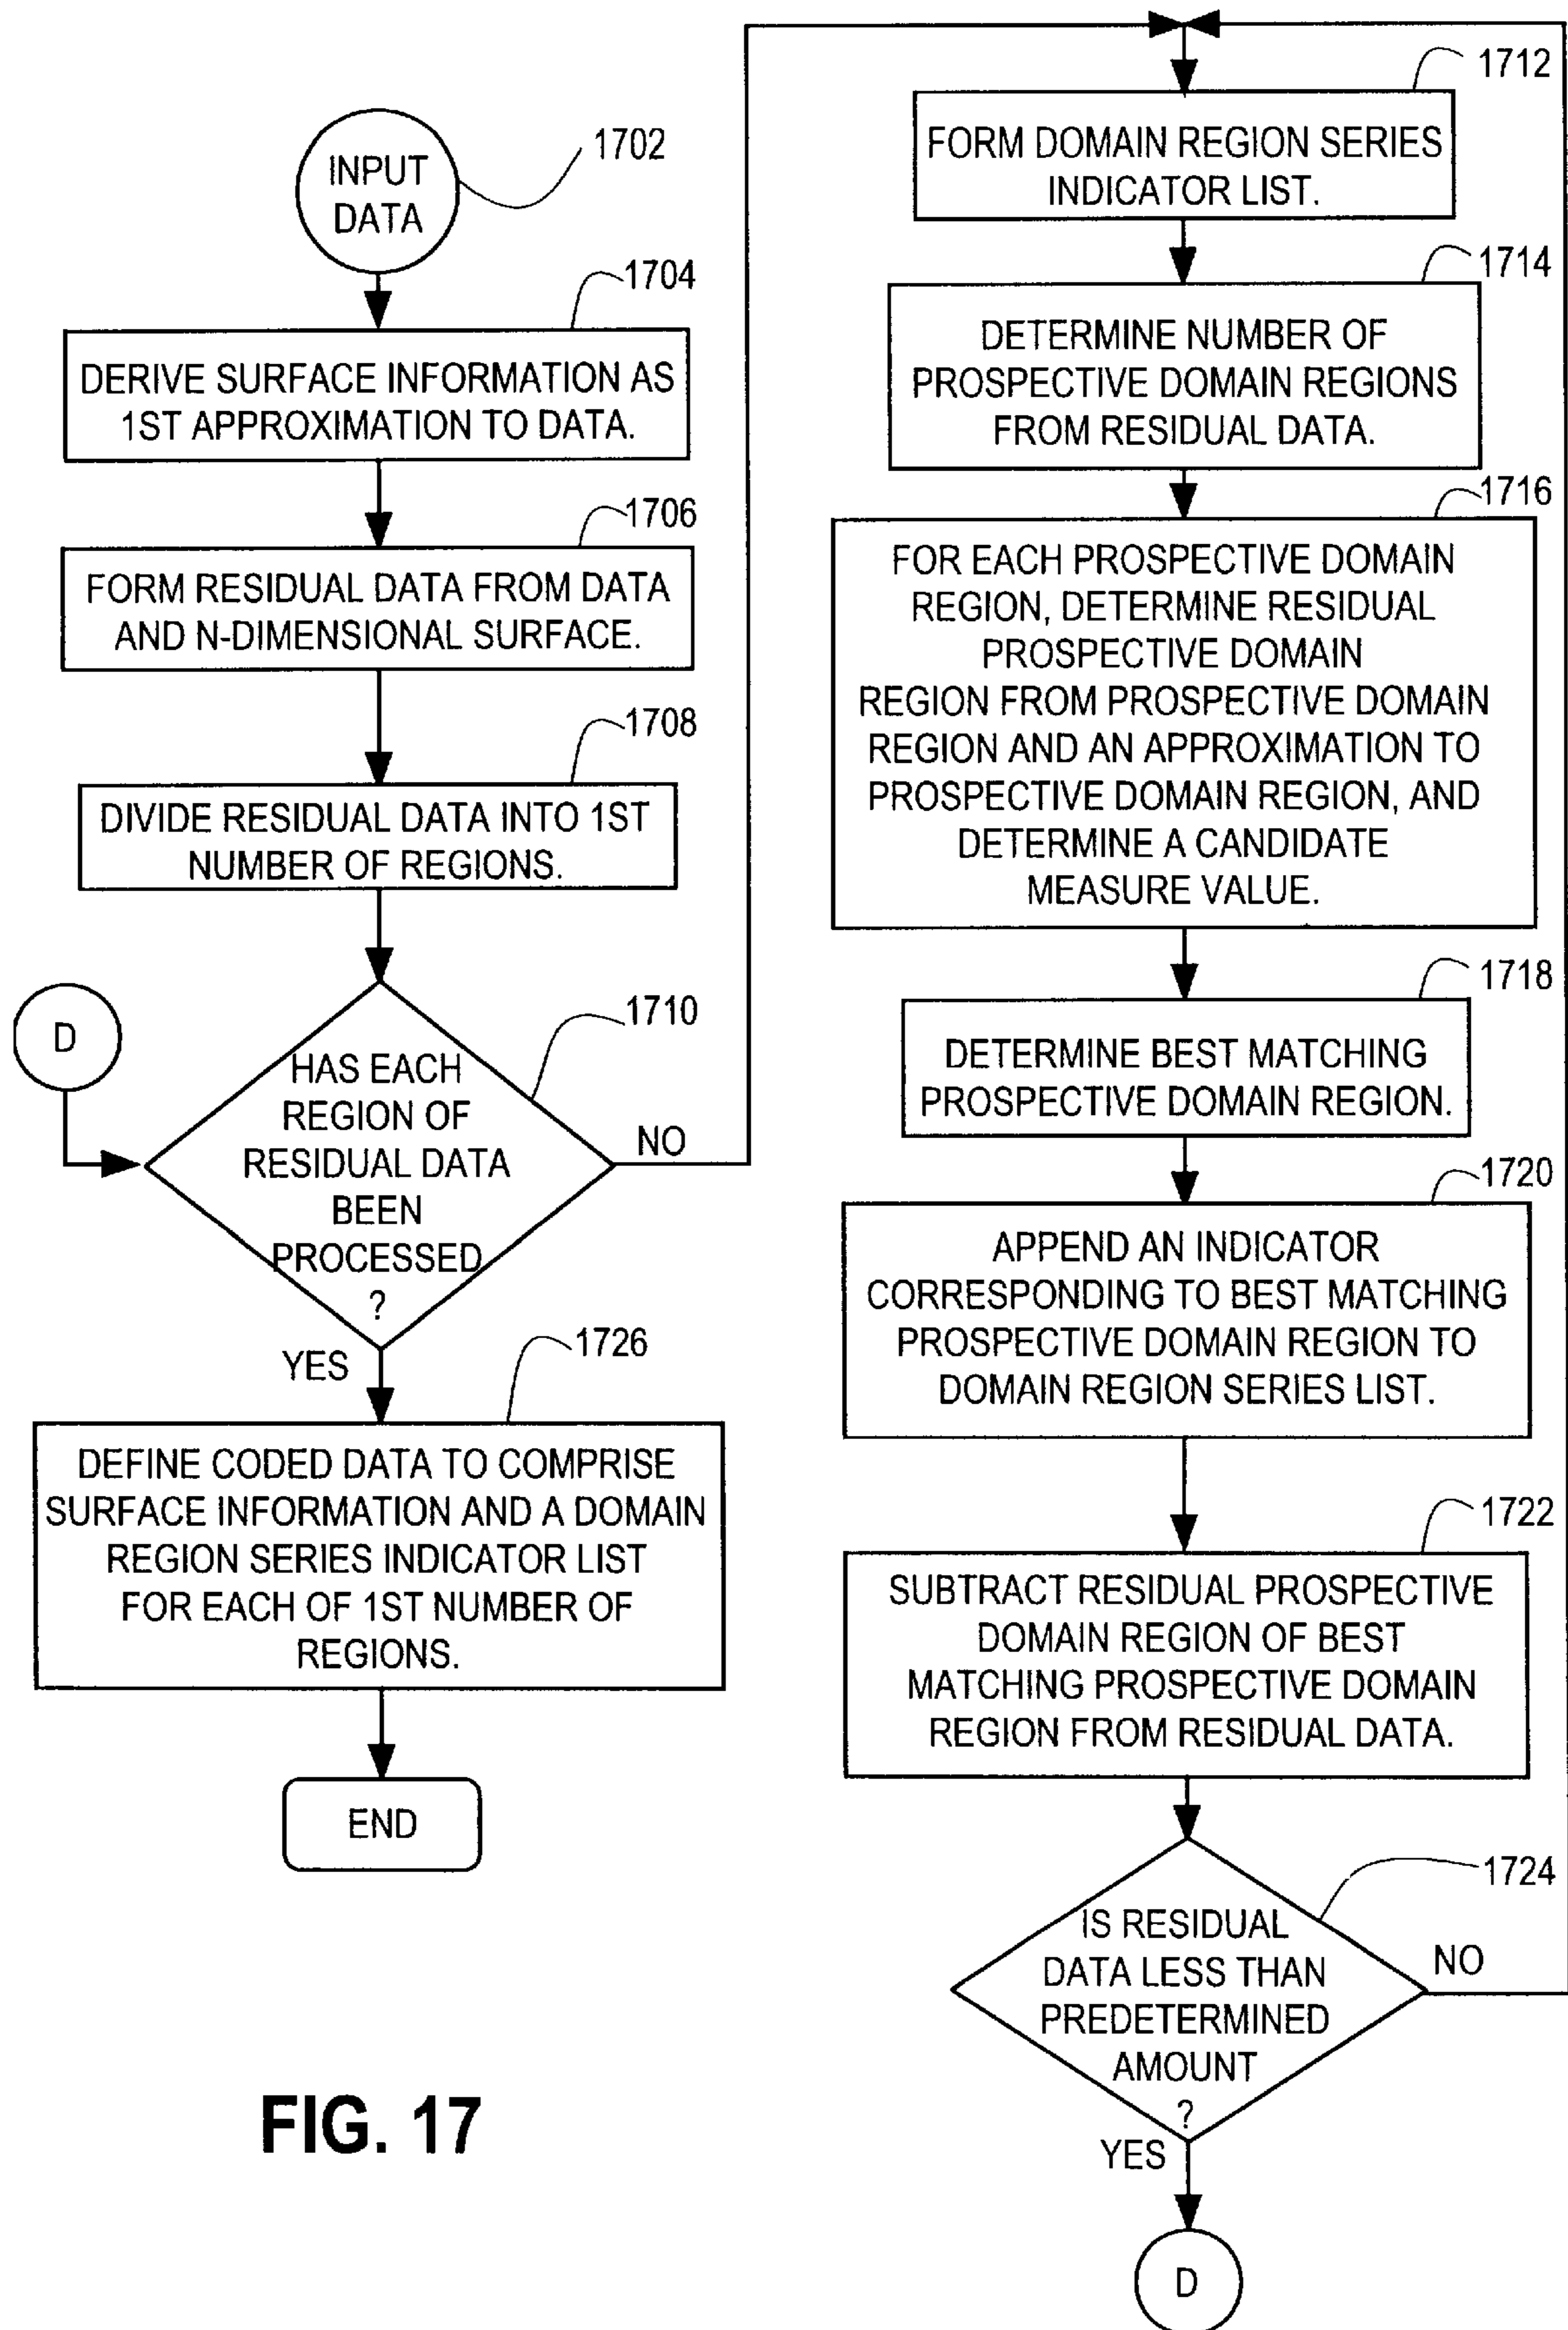 INPUT
DATA
1702
1704
DERIVE SURFACE INFORMATION AS
1ST APPROXIMATION TO DATA.
1706
FORM RESIDUAL DATA FROM DATA
AND N-DIMENSIONAL SURFACE.
1708
DIVIDE RESIDUAL DATA INTO 1ST
NUMBER OF REGIONS.
D
1710
HAS EACH
REGION OF
RESIDUAL DATA
BEEN
PROCESSED
?
NO
YES
1726
DEFINE CODED DATA TO COMPRISE
SURFACE INFORMATION AND A DOMAIN
REGION SERIES INDICATOR LIST
FOR EACH OF 1ST NUMBER OF
REGIONS.
END
1712
FORM DOMAIN REGION SERIES
INDICATOR LIST.
1714
DETERMINE NUMBER OF
PROSPECTIVE DOMAIN REGIONS
FROM RESIDUAL DATA.
1716
FOR EACH PROSPECTIVE DOMAIN
REGION, DETERMINE RESIDUAL
PROSPECTIVE DOMAIN
REGION FROM PROSPECTIVE DOMAIN
REGION AND AN APPROXIMATION TO
PROSPECTIVE DOMAIN REGION, AND
DETERMINE A CANDIDATE
MEASURE VALUE.
1718
DETERMINE BEST MATCHING
PROSPECTIVE DOMAIN REGION.
1720
APPEND AN INDICATOR
CORRESPONDING TO BEST MATCHING
PROSPECTIVE DOMAIN REGION TO
DOMAIN REGION SERIES LIST.
1722
SUBTRACT RESIDUAL PROSPECTIVE
DOMAIN REGION OF BEST
MATCHING PROSPECTIVE DOMAIN
REGION FROM RESIDUAL DATA.
1724
IS RESIDUAL
DATA LESS THAN
PREDETERMINED
AMOUNT
?
NO
YES
D
FIG. 17